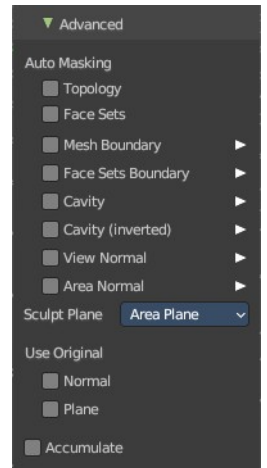 Advanced
Auto Masking
Topology
Face Sets
Mesh Boundary
Face Sets Boundary
Cavity
Cavity (inverted)
View Normal
Area Normal
Sculpt Plane Area Plane
Use Original
Normal
Plane
Accumulate